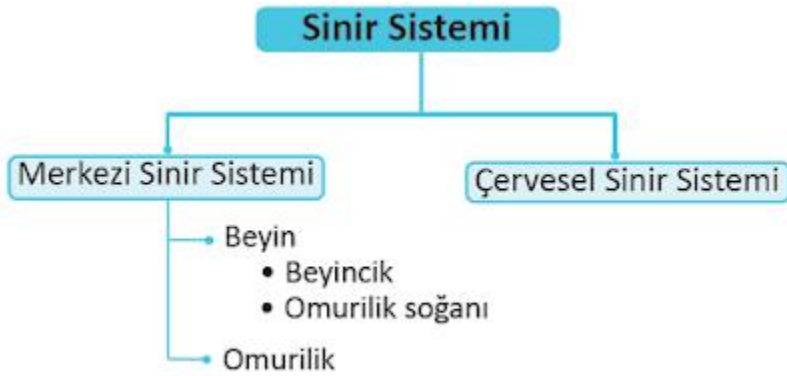 Sinir Sistemi
Merkezi Sinir Sistemi
Çervesel Sinir Sistemi
Beyin
• Beyincik
• Omurilik soğanı
Omurilik